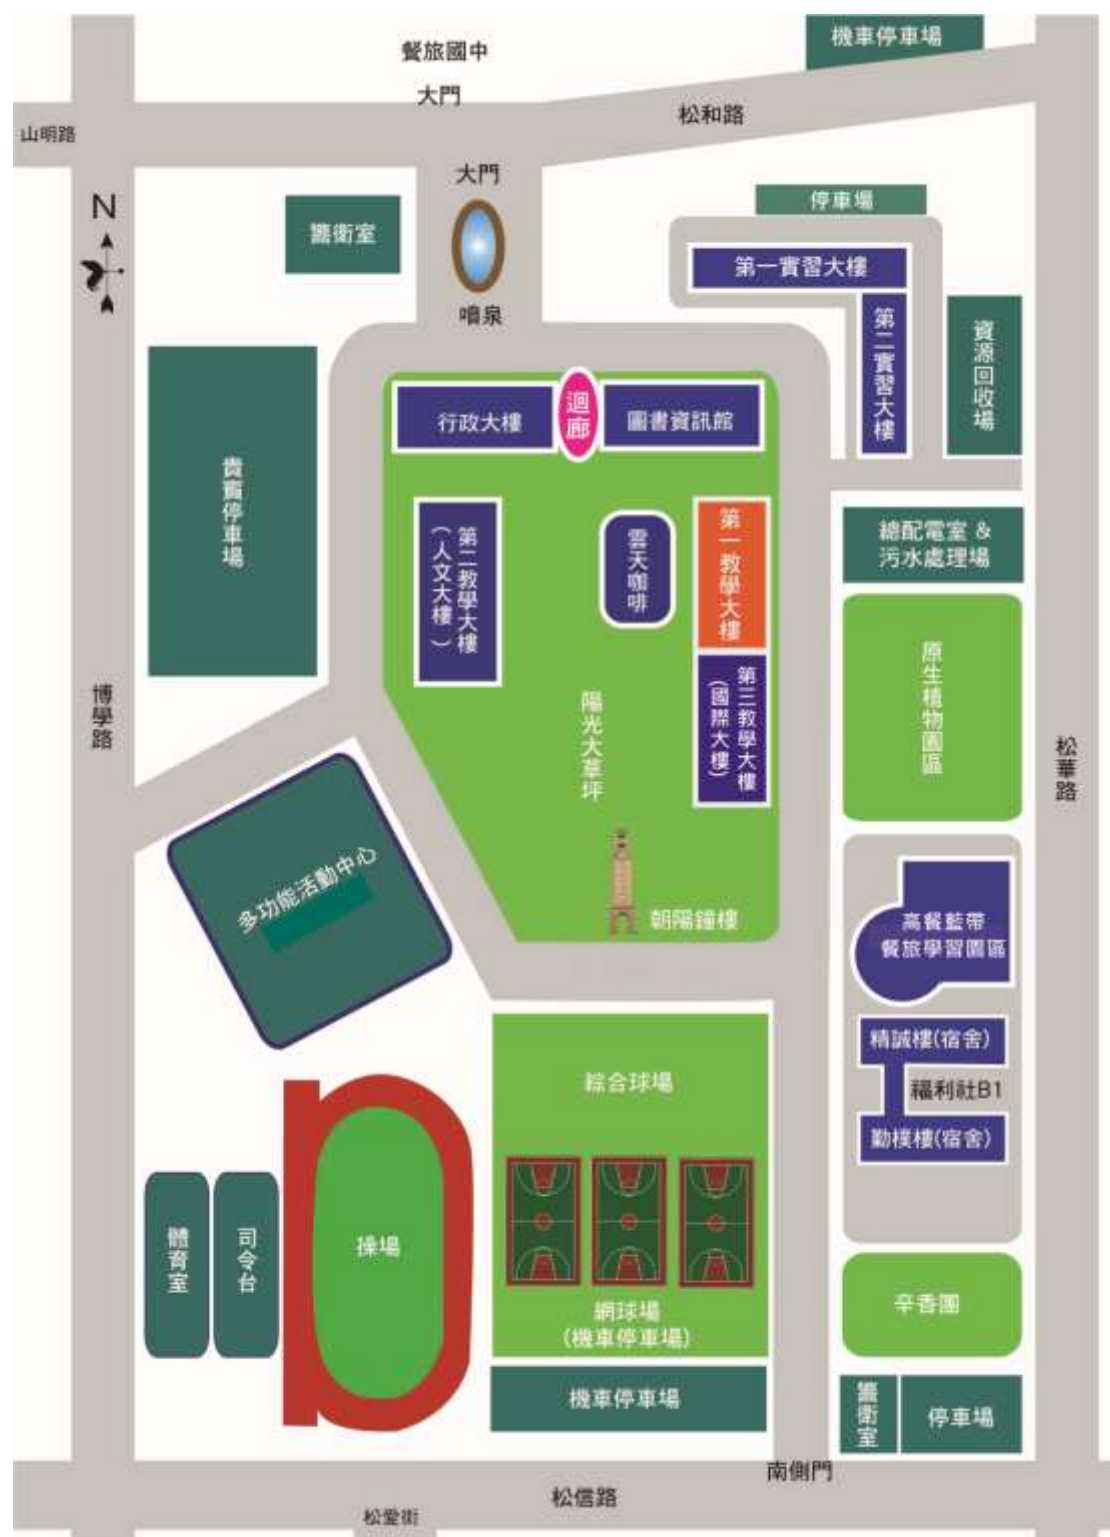 機車停車場
餐旅國中
大門
松和路
山明路
大門
停車場
N
警衛室
第一實習大樓
噴泉
第二實習大樓
資源回收場
行政大樓
迴廊
圖書資訊館
貴賓停車場
第二教學大樓
(人文大樓)
雲天咖啡
第一教學大樓
總配電室 &
污水處理場
原生植物園區
第三教學大樓
(國際大樓)
陽光大草坪
博學路
松華路
多功能活動中心
朝陽鐘樓
高餐藍帶
餐旅學習園區
精誠樓(宿舍)
福利社B1
勤樸樓(宿舍)
綜合球場
體育室
司令台
操場
網球場
(機車停車場)
辛香園
機車停車場
警衛室
停車場
南側門
松信路
松愛街